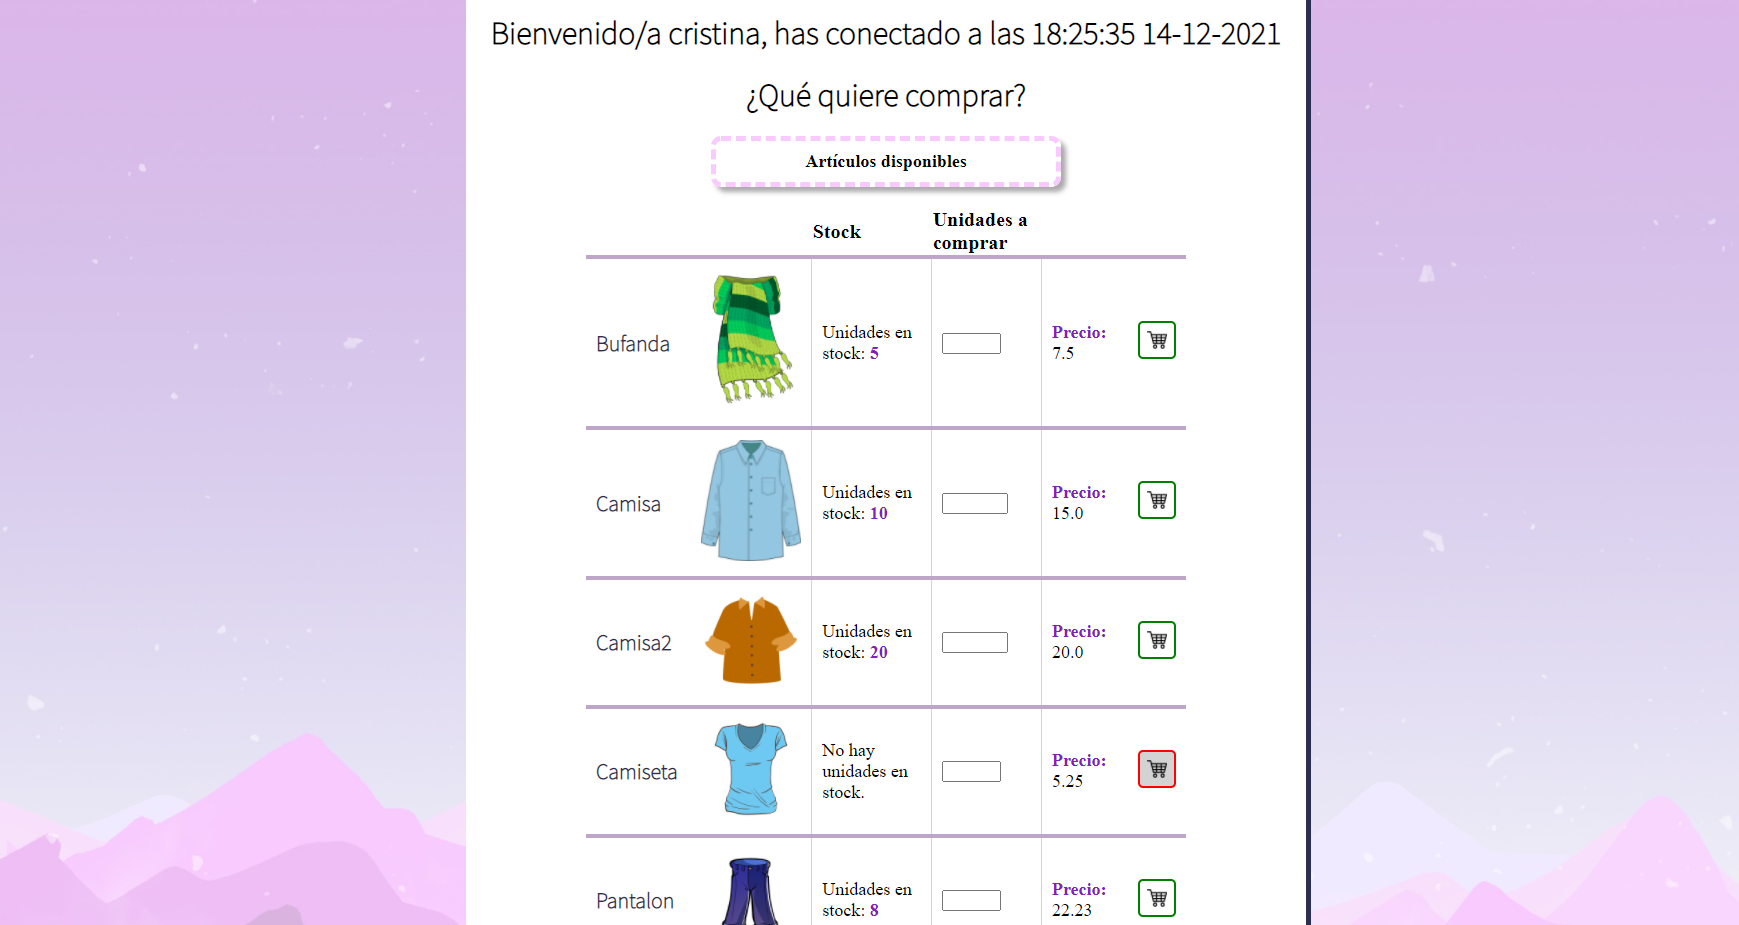 Bienvenido/a cristina, has conectado a las 18:25:35 14-12-2021
¿Qué quiere comprar?
Artículos disponibles
Stock
Unidades a
comprar
Bufanda
Unidades en
stock: 5
Precio:
7.5
Camisa
Unidades en
stock: 10
Precio:
15.0
Camisa2
Unidades en
stock: 20
Precio:
20.0
Camiseta
No hay
unidades en
stock.
Precio:
5.25
Pantalon
Unidades en
stock: 8
Precio:
22.23